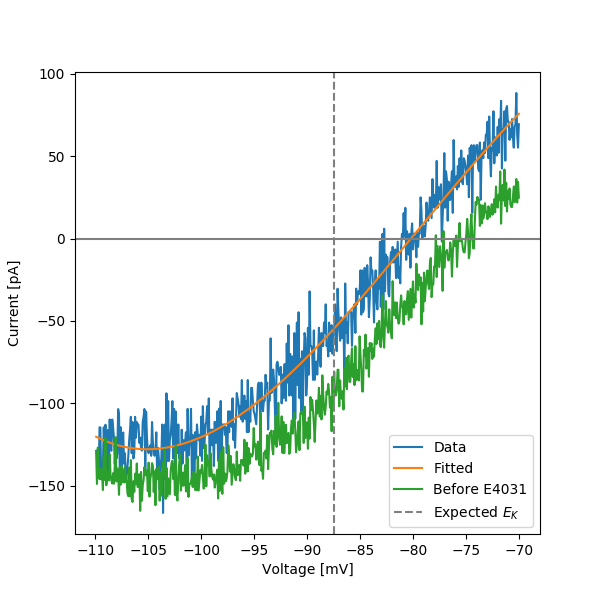 100
50
0
−50
−100
−150
Current [pA]
−110 −105 −100 −95 −90 −85 −80 −75 −70
Voltage [mV]
Data
Fitted
Before E4031
Expected E_K